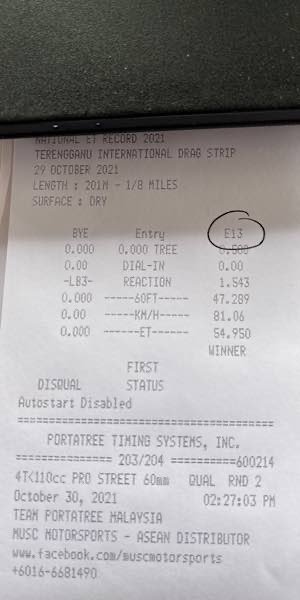 NATIONAL ET RECORD 2021
TERENGGANU INTERNATIONAL DRAG STRIP
29 OCTOBER 2021
LENGTH : 201M - 1/8 MILES
SURFACE : DRY
BYE Entry E13
0.000 0.000 TREE 0.500
0.00 DIAL-IN 0.00
-LB3- REACTION 1.543
0.000 -----60FT----- 47.289
0.00 -----KM/H----- 81.06
0.000 ------ET------ 54.950
WINNER
FIRST
DISQUAL STATUS
Autostart Disabled
========================================
PORTATREE TIMING SYSTEMS, INC.
=============== 203/204 ==========600214
4T<110cc PRO STREET 60mm QUAL RND 2
October 30, 2021 02:27:03 PM
TEAM PORTATREE MALAYSIA
MUSC MOTORSPORTS - ASEAN DISTRIBUTOR
www.facebook.com/muscmotorsports
+6016-6681490